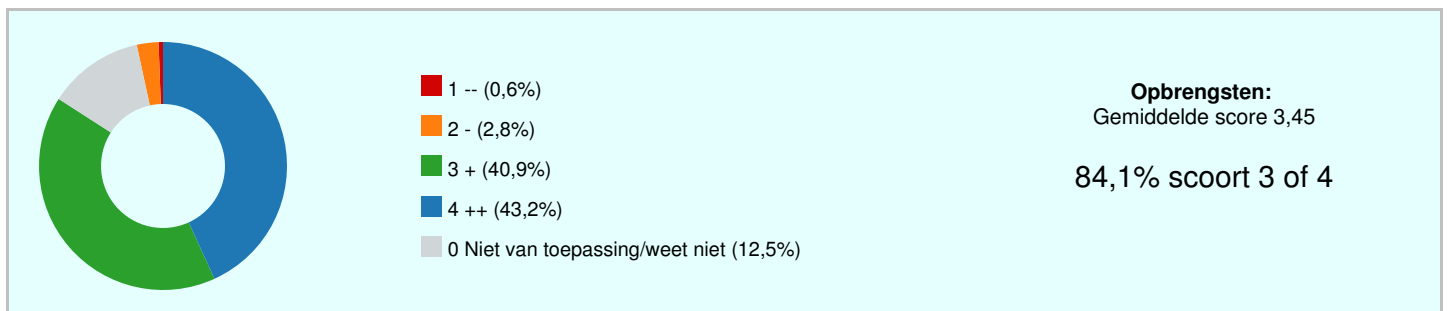 1 -- (0,6%)
2 - (2,8%)
3 + (40,9%)
4 ++ (43,2%)
0 Niet van toepassing/weet niet (12,5%)
Opbrengsten:
Gemiddelde score 3,45
84,1% scoort 3 of 4